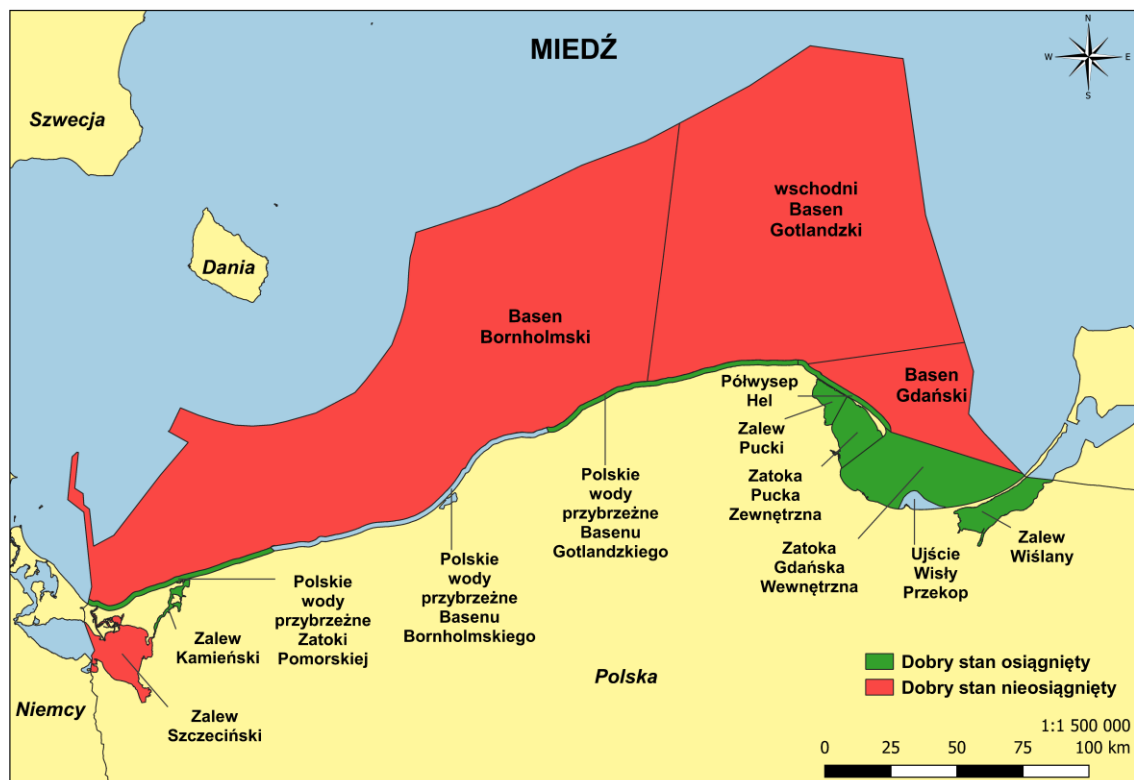 MIEDŹ
N
W
E
S
Szwecja
Dania
wschodni
Basen
Gotlandzki
Basen
Bornholmski
Basen
Gdański
Półwysep
Hel
Zalew
Pucki
Zatoka
Pucka
Zewnętrzna
Zatoka
Gdańska
Wewnętrzna
Ujście
Wisły
Przekop
Zalew
Wiślany
Polskie
wody
przybrzeżne
Basenu
Gotlandzkiego
Polskie
wody
przybrzeżne
Basenu
Bornholmskiego
Polskie
wody
przybrzeżne
Zatoki
Pomorskiej
Zalew
Kamieński
Zalew
Szczeciński
Niemcy
Polska
Dobry stan osiągnięty
Dobry stan nieosiągnięty
1:1 500 000
0 25 50 75 100 km